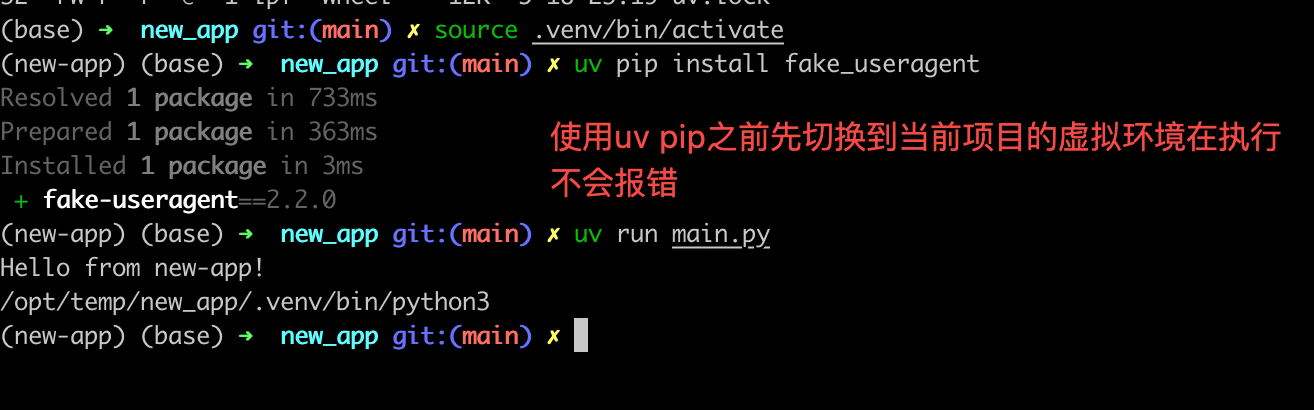 (base) ➜ new_app git:(main) ✗ source .venv/bin/activate
(new-app) (base) ➜ new_app git:(main) ✗ uv pip install fake_useragent
Resolved 1 package in 733ms
Prepared 1 package in 363ms
Installed 1 package in 3ms
+ fake-useragent==2.2.0
使用uv pip之前先切换到当前项目的虚拟环境在执行
不会报错
(new-app) (base) ➜ new_app git:(main) ✗ uv run main.py
Hello from new-app!
/opt/temp/new_app/.venv/bin/python3
(new-app) (base) ➜ new_app git:(main) ✗